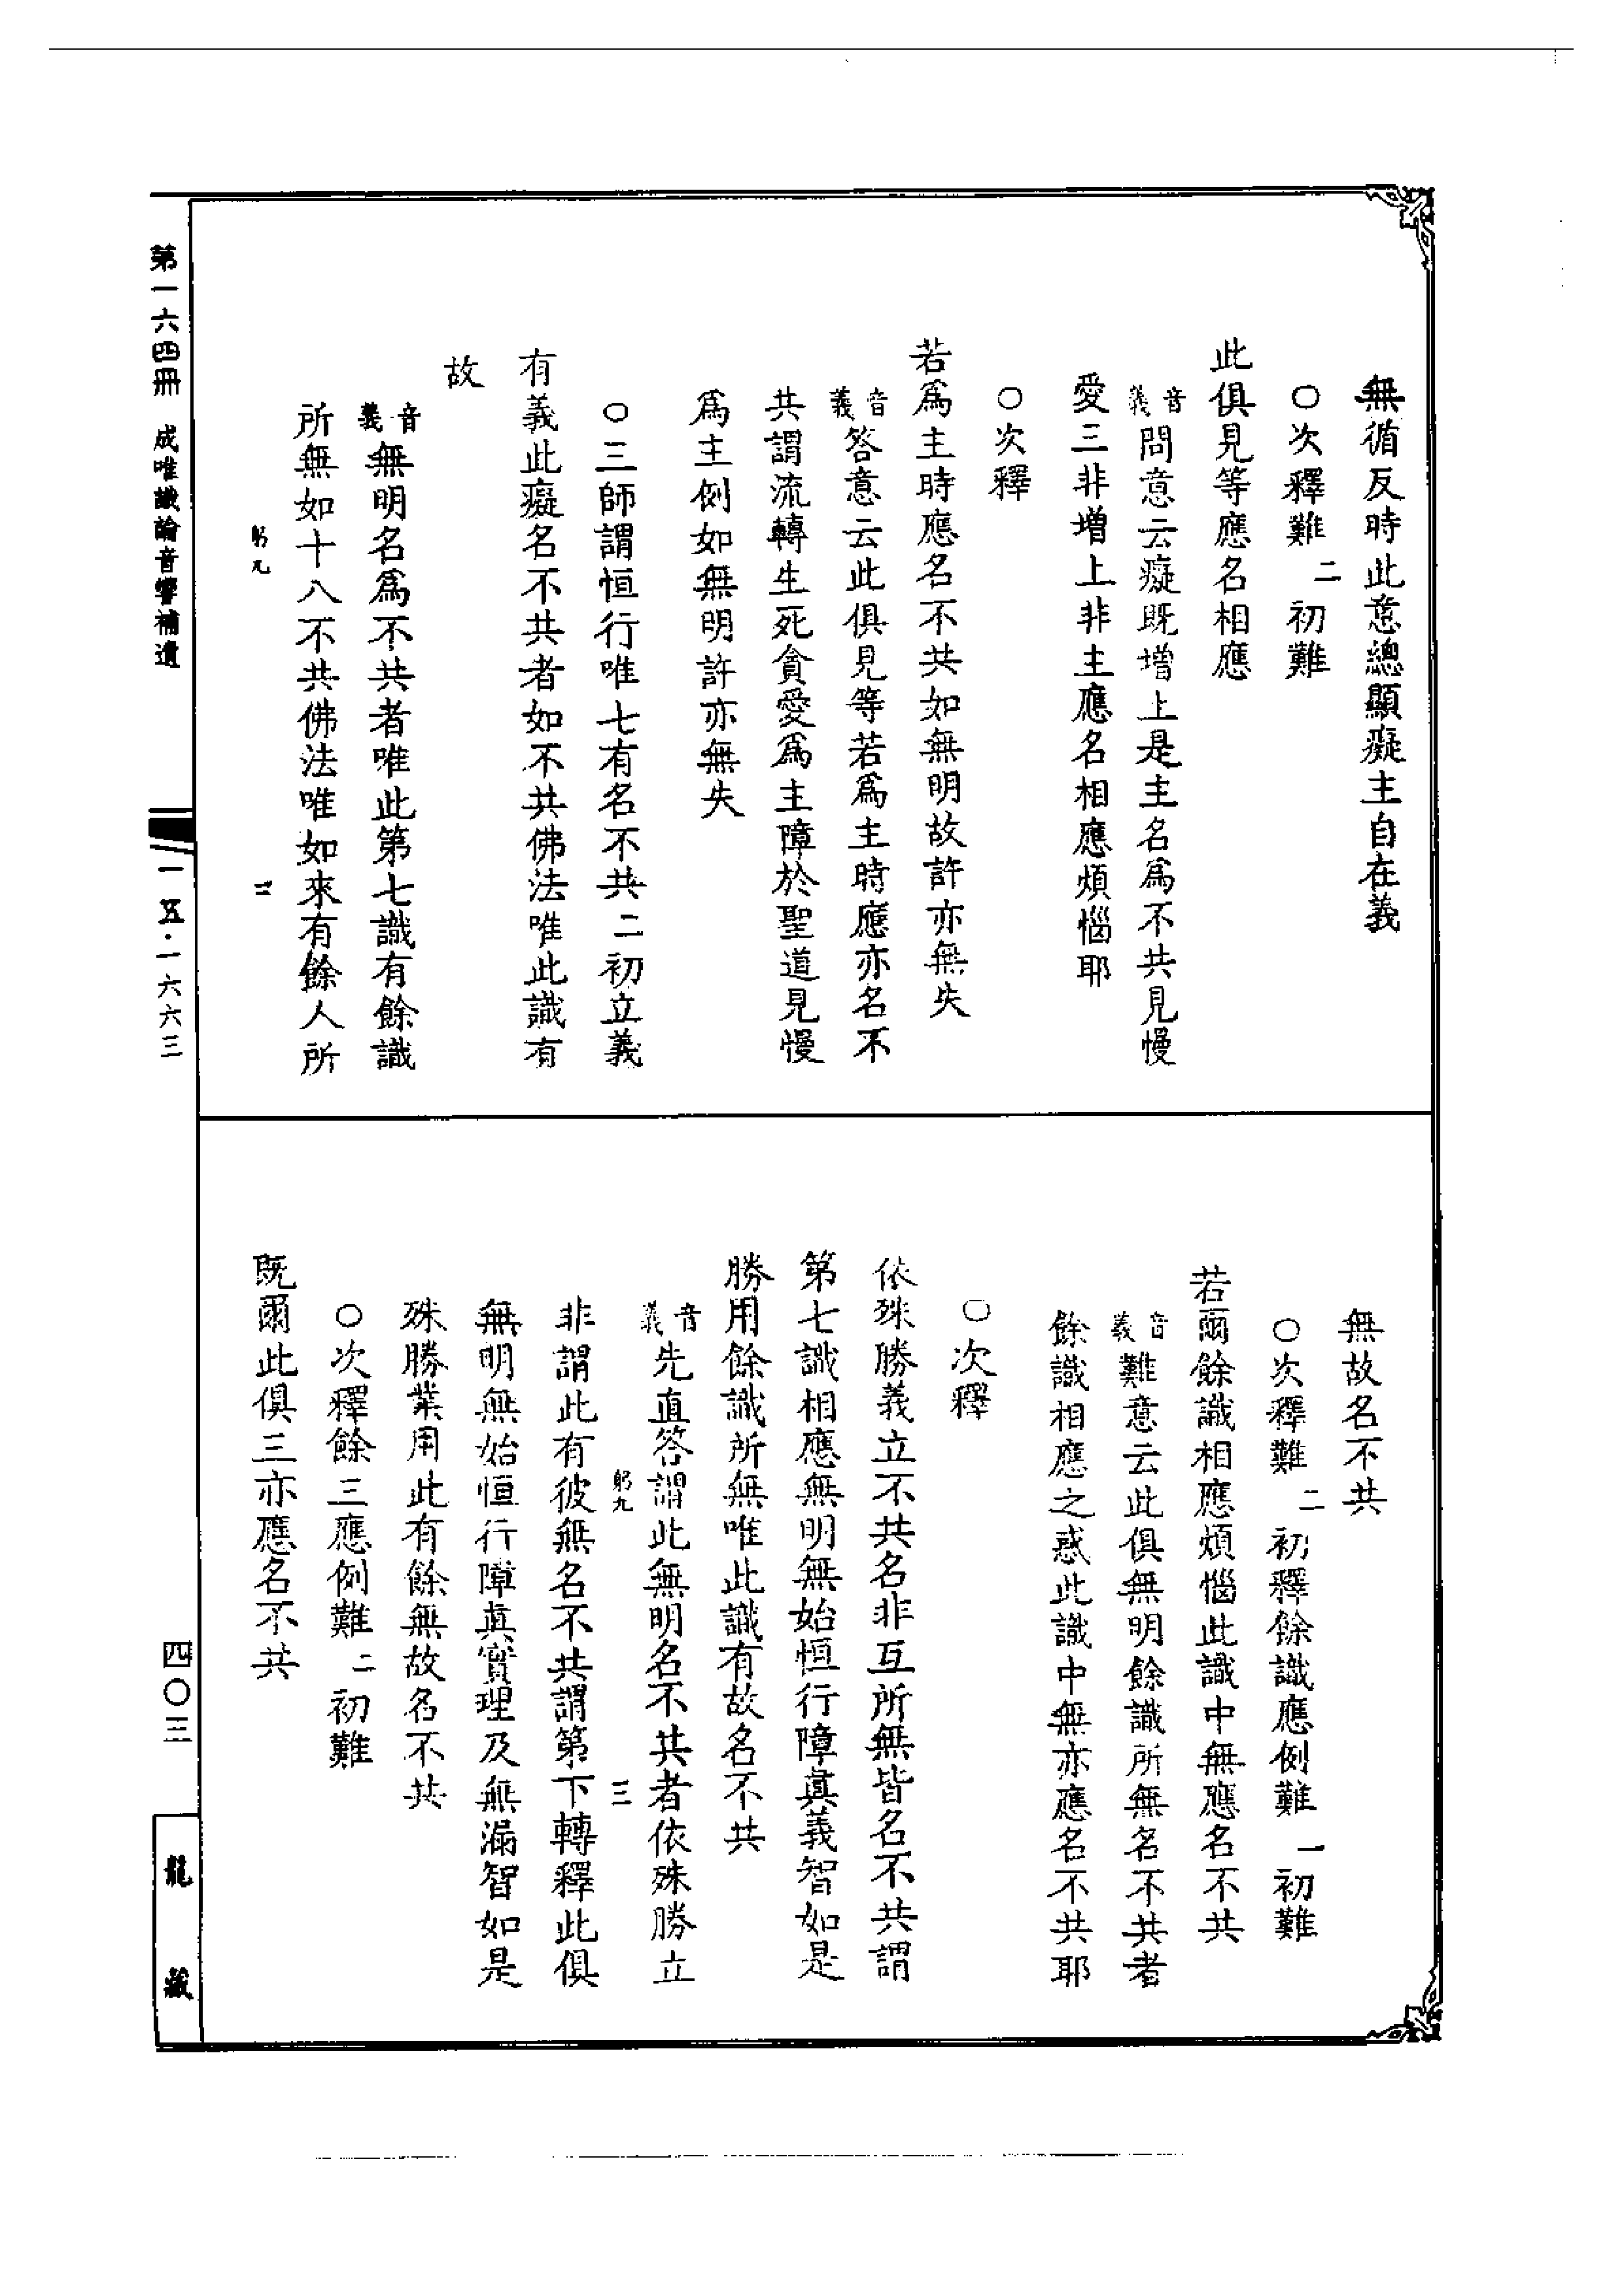 無循反時此意總顯癡主自在義
○次釋難二初難
此俱見等應名相應
音義問意云癡既增上是主名爲不共見慢
愛三非增上非主應名相應煩惱耶
○次釋
若爲主時應名不共如無明故許亦無失
音義答意云此俱見等若爲主時應亦名不
共謂流轉生死貪愛爲主障於聖道見慢
爲主例如無明許亦無失
○三師謂恒行唯七有名不共二初立義
有義此癡名不共者如不共佛法唯此識有
故
音義無明名爲不共者唯此第七識有餘識
所無如十八不共佛法唯如來有餘人所
躬九 三
無故名不共
○次釋難二初釋餘識應例難一初難
若爾餘識相應煩惱此識中無應名不共
音義難意云此俱無明餘識所無名不共者
餘識相應之惑此識中無亦應名不共耶
○次釋
依殊勝義立不共名非互所無皆名不共謂
第七識相應無明無始恒行障真義智如是
勝用餘識所無唯此識有故名不共
音義先直答謂此無明名不共者依殊勝立
躬九 三
非謂此有彼無名不共謂第下轉釋此俱
無明無始恒行障真實理及無漏智如是
殊勝業用此有餘無故名不共
○次釋餘三應例難二初難
既爾此俱三亦應名不共
第一六四冊 成唯識論音響補遺
一五·一六六三
四〇三
龍藏